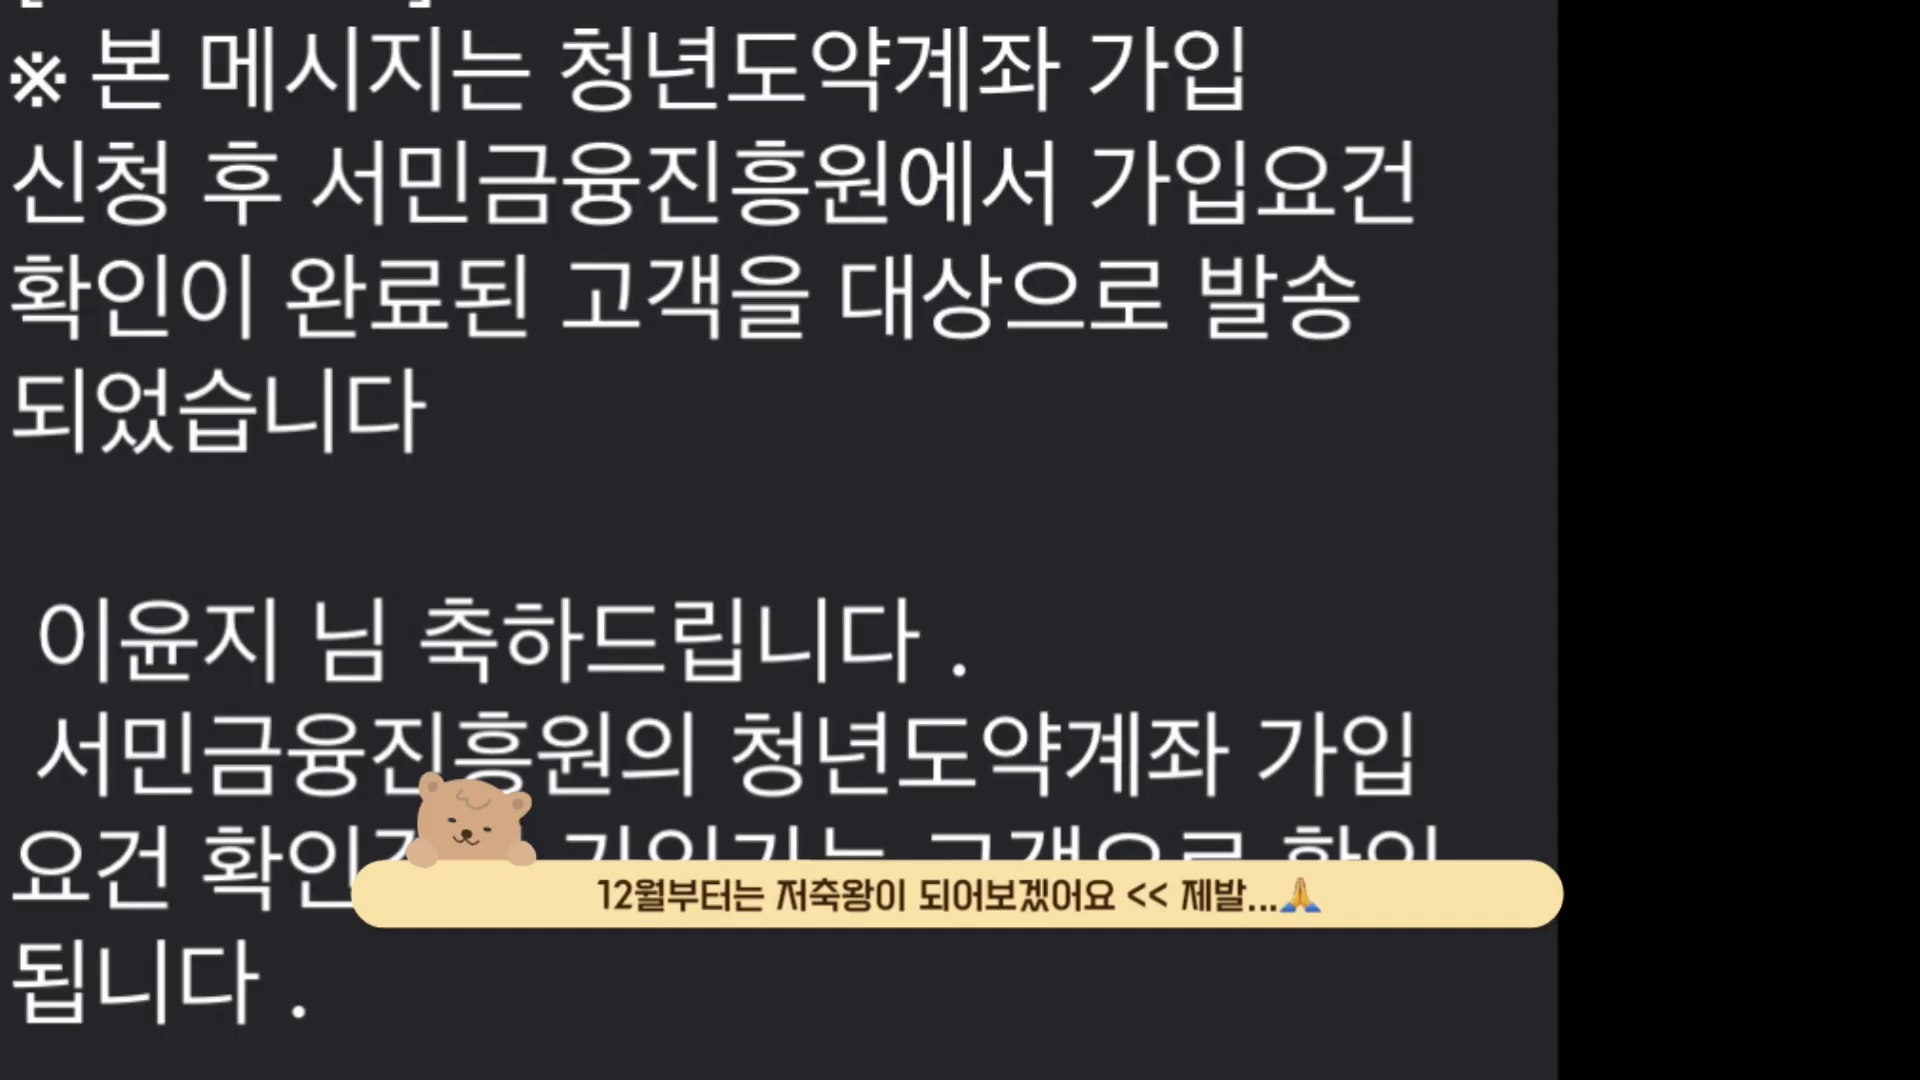 ※ 본 메시지는 청년도약계좌 가입
신청 후 서민금융진흥원에서 가입요건
확인이 완료된 고객을 대상으로 발송
되었습니다
이윤지 님 축하드립니다 .
서민금융진흥원의 청년도약계좌 가입
요건 확인
12월부터는 저축왕이 되어보겠어요 << 제발...🙏
됩니다 .